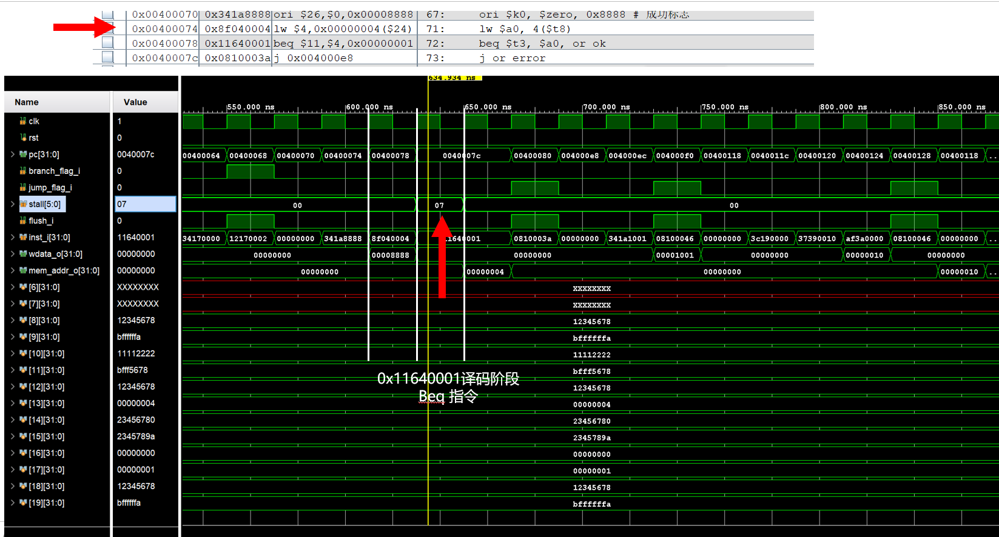 0x00400070 0x341a8888 ori $26,$0,0x00008888 67: ori $k0, $zero, 0x8888 # 成功标志
0x00400074 0x8f040004 lw $4,0x00000004($24) 71: lw $a0, 4($t8)
0x00400078 0x11640001 beq $11,$4,0x00000001 72: beq $t3, $a0, or ok
0x0040007c 0x0810003a j 0x004000e8 73: j or error
634.934 ns
Name Value 550.000 ns 600.000 ns 650.000 ns 700.000 ns 750.000 ns 800.000 ns 850.000 ns
clk 1
rst 0
pc[31:0] 0040007c 00400064 00400068 00400070 00400074 00400078 0040007c 00400080 004000e8 004000ec 004000f0 00400118 0040011c 00400120 00400124 00400128 00400118 ..
branch_flag_i 0
jump_flag_i 0
stall[5:0] 07 00 07 00
flush_i 0
inst_i[31:0] 11640001 34170000 12170002 00000000 341a8888 8f040004 11640001 0810003a 00000000 341a1001 08100046 00000000 3c190000 37390010 af3a0000 08100046 00000000 ..
wdata_o[31:0] 00000000 00000000 00008888 00000000 00001001 00000000 00000010 00000000
mem_addr_o[31:0] 00000000 00000000 00000004 00000000 00000010 ..
[6][31:0] XXXXXXXX XXXXXXXX
[7][31:0] XXXXXXXX XXXXXXXX
[8][31:0] 12345678 12345678
[9][31:0] bffffffa bffffffa
[10][31:0] 11112222 11112222
[11][31:0] bfff5678 bfff5678
0x11640001译码阶段
[12][31:0] 12345678 12345678
Beq 指令
[13][31:0] 00000004 00000004
[14][31:0] 23456780 23456780
[15][31:0] 2345789a 2345789a
[16][31:0] 00000000 00000000
[17][31:0] 00000001 00000001
[18][31:0] 12345678 12345678
[19][31:0] bffffffa bffffffa